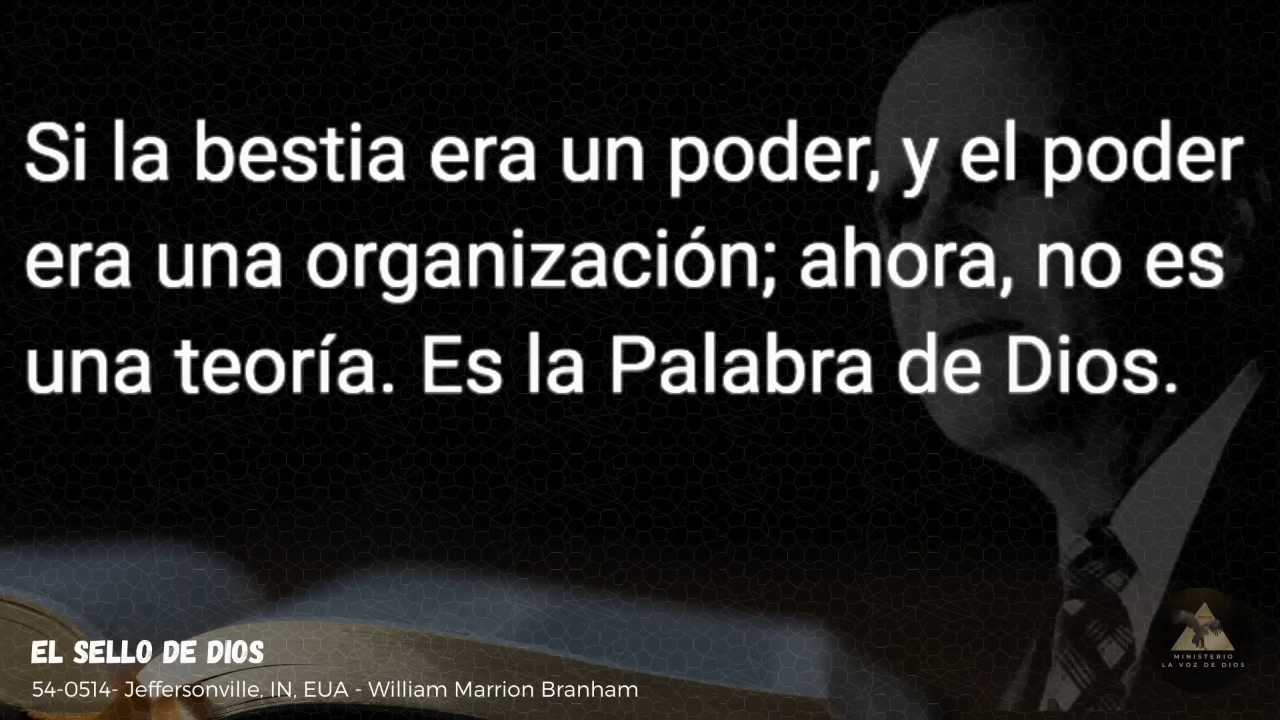 Si la bestia era un poder, y el poder
era una organización; ahora, no es
una teoría. Es la Palabra de Dios.
EL SELLO DE DIOS
54-0514- Jeffersonville, IN, EUA - William Marrion Branham
MINISTERIO
LA VOZ DE DIOS